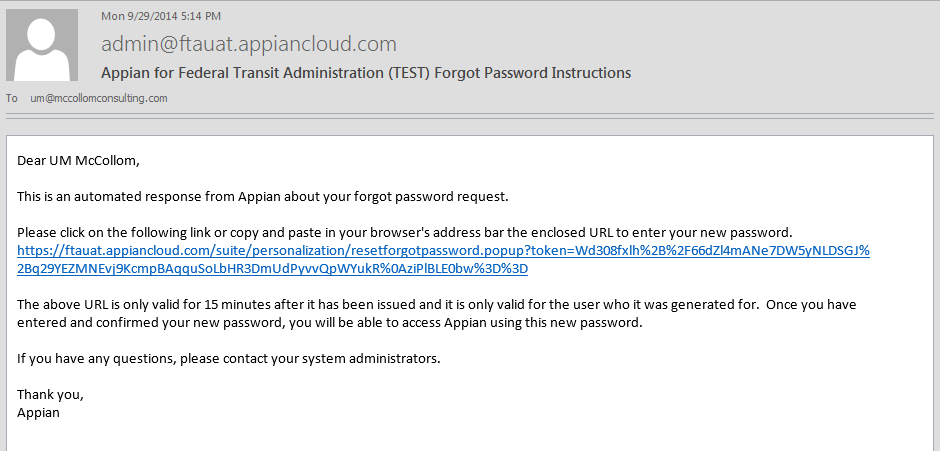 Mon 9/29/2014 5:14 PM
admin@ftauat.appiancloud.com
Appian for Federal Transit Administration (TEST) Forgot Password Instructions
To um@mccollomconsulting.com
Dear UM McCollom,
This is an automated response from Appian about your forgot password request.
Please click on the following link or copy and paste in your browser's address bar the enclosed URL to enter your new password.
https://ftauat.appiancloud.com/suite/personalization/resetforgotpassword.popup?token=Wd308fxlh%2B%2F66dZl4mANe7DW5yNLDSGJ%
2Bq29YEZMNEvj9KcmpBAqquSoLbHR3DmUdPyvvQpWYukR%0AziPlBLE0bw%3D%3D
The above URL is only valid for 15 minutes after it has been issued and it is only valid for the user who it was generated for.  Once you have
entered and confirmed your new password, you will be able to access Appian using this new password.
If you have any questions, please contact your system administrators.
Thank you,
Appian